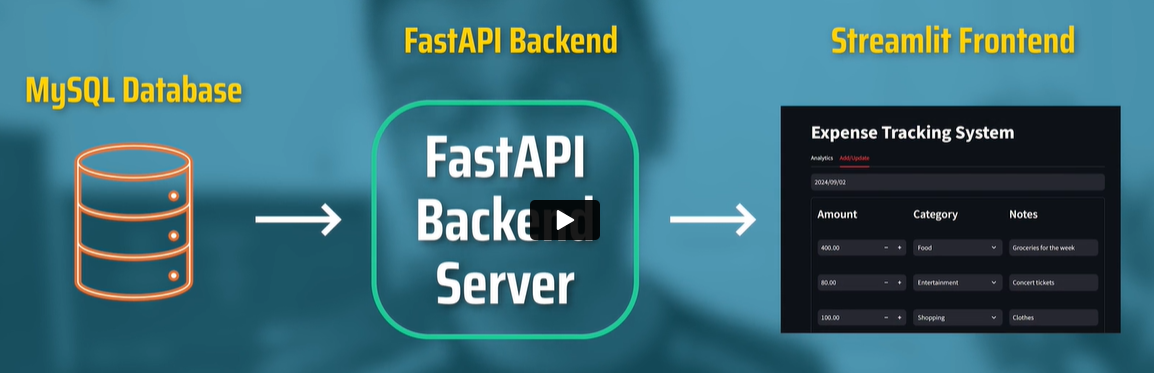 FastAPI Backend
Streamlit Frontend
MySQL Database
FastAPI
Backend
Server
Expense Tracking System
Analytics Add/Update
2024/09/02
Amount Category Notes
400.00 − + Food Groceries for the week
80.00 − + Entertainment Concert tickets
100.00 − + Shopping Clothes